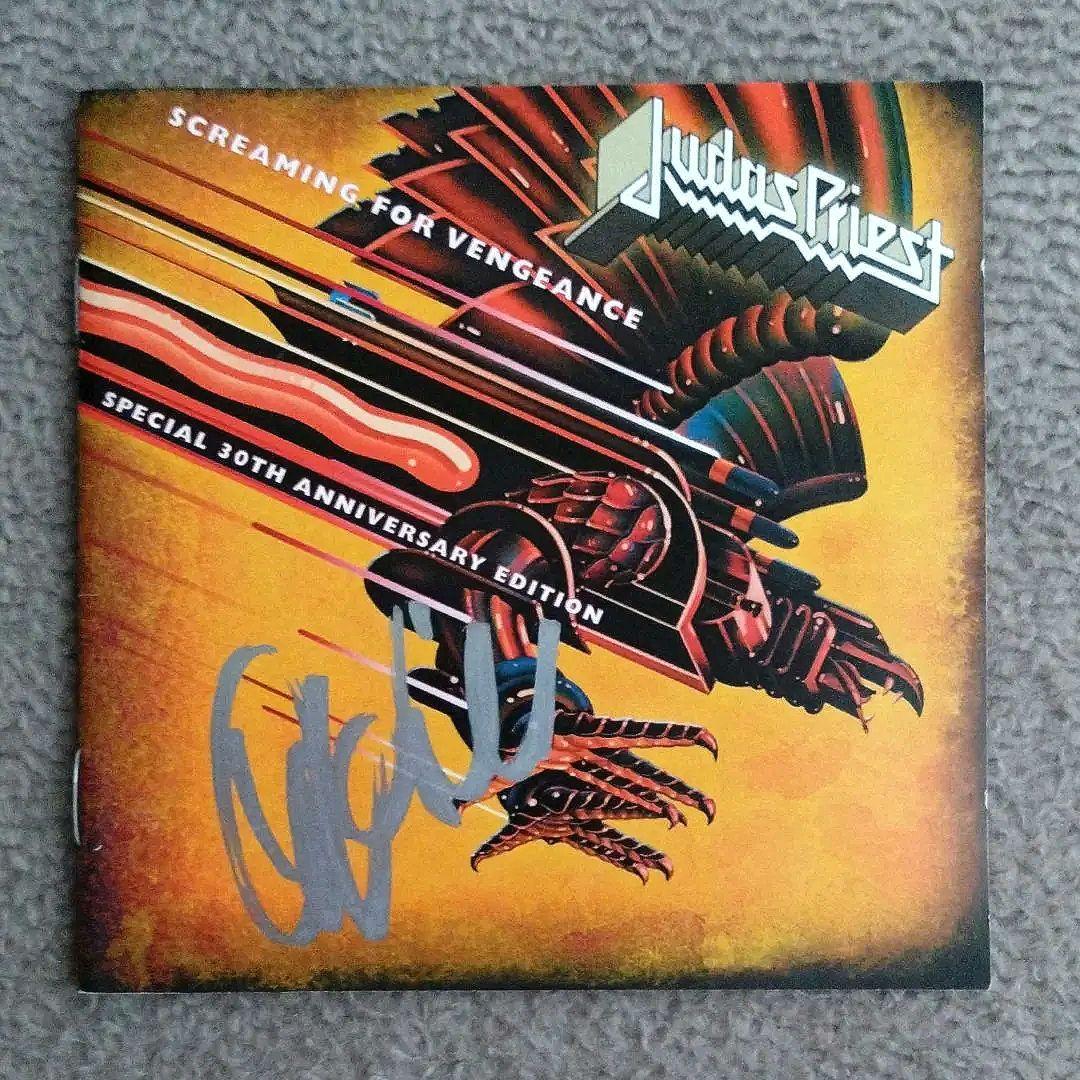 SCREAMING FOR VENGEANCE
Judas Priest
SPECIAL 30TH ANNIVERSARY EDITION